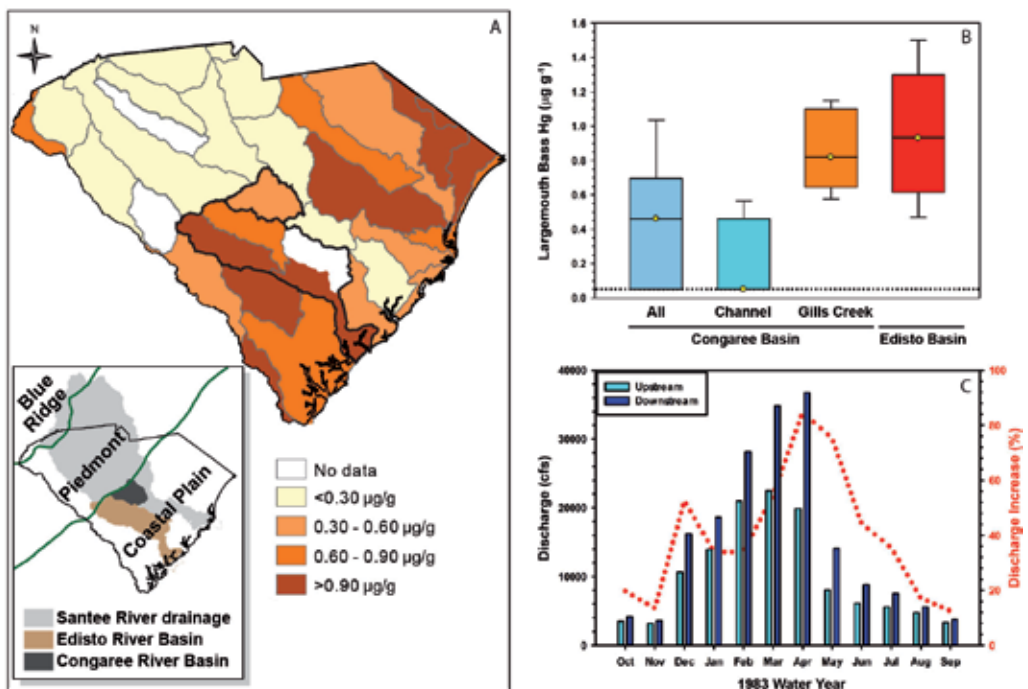 A
N
No data
<0.30 µg/g
0.30 - 0.60 µg/g
0.60 - 0.90 µg/g
>0.90 µg/g
Blue Ridge
Piedmont
Coastal Plain
Santee River drainage
Edisto River Basin
Congaree River Basin
B
Largemouth Bass Hg (µg g-1)
1.6
1.4
1.2
1.0
0.8
0.6
0.4
0.2
0.0
All Channel Gills Creek Edisto Basin
Congaree Basin
C
Upstream
Downstream
Discharge (cfs)
40000
30000
20000
10000
0
Discharge Increase (%)
100
80
60
40
20
0
Oct Nov Dec Jan Feb Mar Apr May Jun Jul Aug Sep
1983 Water Year